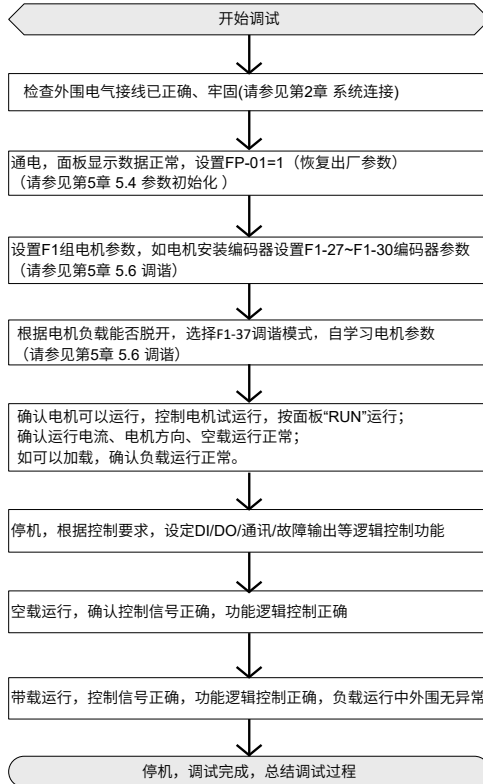 开始调试
检查外围电气接线已正确、牢固(请参见第2章 系统连接)
通电，面板显示数据正常，设置FP-01=1（恢复出厂参数）
（请参见第5章 5.4 参数初始化 ）
设置F1组电机参数，如电机安装编码器设置F1-27~F1-30编码器参数
（请参见第5章 5.6 调谐）
根据电机负载能否脱开，选择F1-37调谐模式，自学习电机参数
（请参见第5章 5.6 调谐）
确认电机可以运行，控制电机试运行，按面板“RUN”运行；
确认运行电流、电机方向、空载运行正常；
如可以加载，确认负载运行正常。
停机，根据控制要求，设定DI/DO/通讯/故障输出等逻辑控制功能
空载运行，确认控制信号正确，功能逻辑控制正确
带载运行，控制信号正确，功能逻辑控制正确，负载运行中外围无异常
停机，调试完成，总结调试过程